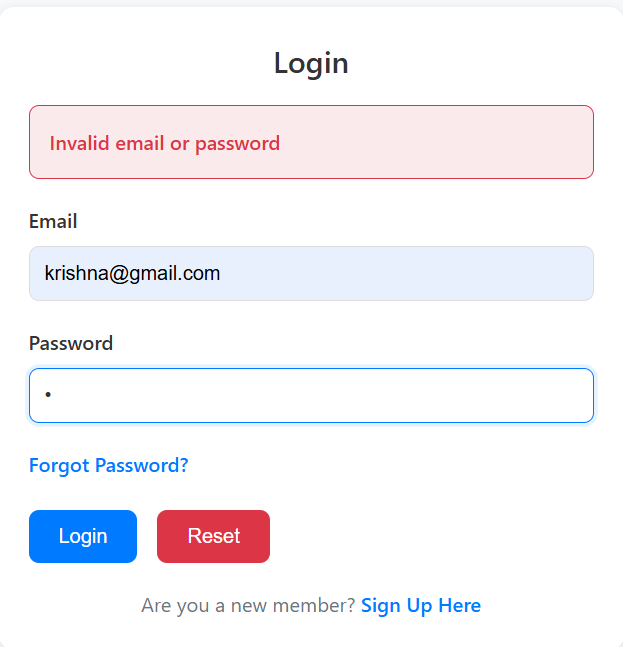 Login
Invalid email or password
Email
krishna@gmail.com
Password
•
Forgot Password?
Login Reset
Are you a new member? Sign Up Here